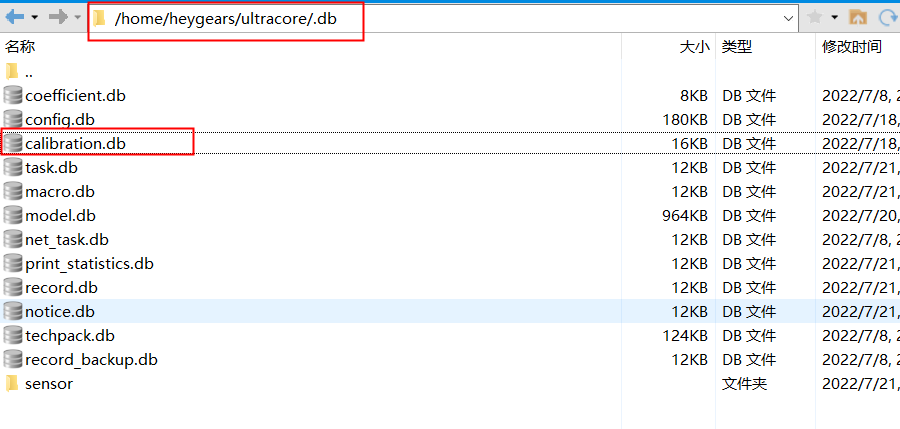 /home/heygears/ultracore/.db
名称 大小 类型 修改时间
..
coefficient.db 8KB DB 文件 2022/7/8, 2
config.db 180KB DB 文件 2022/7/18,
calibration.db 16KB DB 文件 2022/7/18,
task.db 12KB DB 文件 2022/7/21,
macro.db 12KB DB 文件 2022/7/21,
model.db 964KB DB 文件 2022/7/20,
net_task.db 12KB DB 文件 2022/7/8, 2
print_statistics.db 12KB DB 文件 2022/7/21,
record.db 12KB DB 文件 2022/7/21,
notice.db 12KB DB 文件 2022/7/21,
techpack.db 124KB DB 文件 2022/7/8, 2
record_backup.db 12KB DB 文件 2022/7/8, 2
sensor 文件夹 2022/7/21,